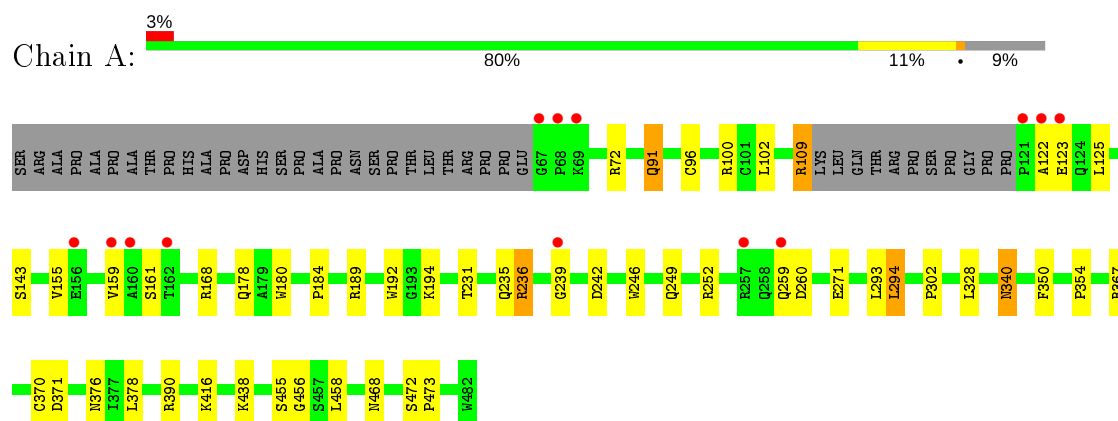 3%
Chain A:
80% 11% • 9%
SER ARG ALA PRO ALA PRO ALA THR PRO HIS ALA PRO ASP HIS SER PRO ALA PRO ASN SER PRO THR LEU THR ARG PRO PRO GLU G67 P68 K69 R72 Q91 C96 R100 C101 L102 R109 LYS LEU GLN THR ARG PRO SER PRO GLY PRO PRO P121 A122 E123 Q124 L125
S143 V155 E156 V159 A160 S161 T162 R168 Q178 A179 W180 P184 R189 W192 G193 K194 T231 Q235 R236 G239 D242 W246 Q249 R252 R257 Q258 Q259 D260 E271 L293 L294 P302 L328 N340 F350 P354
C370 D371 N376 I377 L378 R390 K416 K438 S455 G456 S457 L458 N468 S472 P473 W482